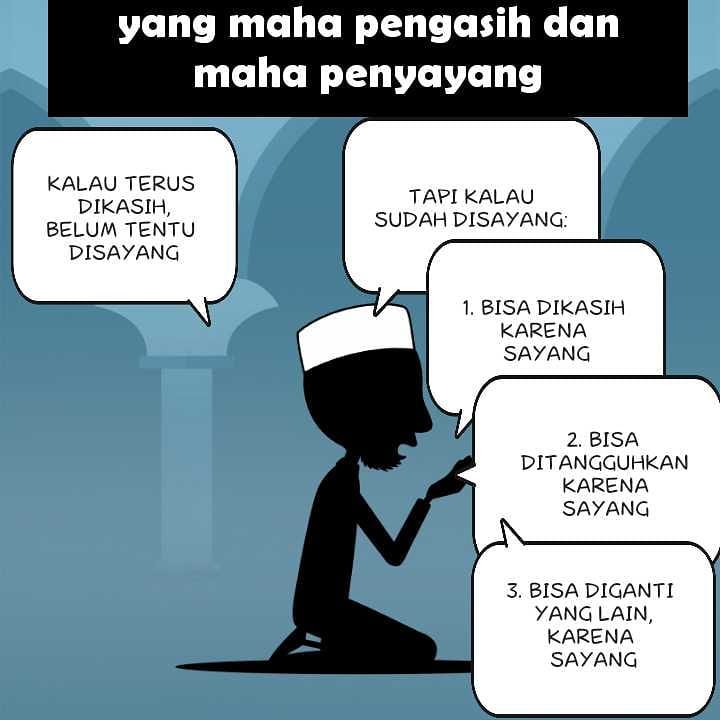 yang maha pengasih dan
maha penyayang
KALAU TERUS
DIKASIH,
BELUM TENTU
DISAYANG
TAPI KALAU
SUDAH DISAYANG:
1. BISA DIKASIH
KARENA
SAYANG
2. BISA
DITANGGUHKAN
KARENA
SAYANG
3. BISA DIGANTI
YANG LAIN,
KARENA
SAYANG